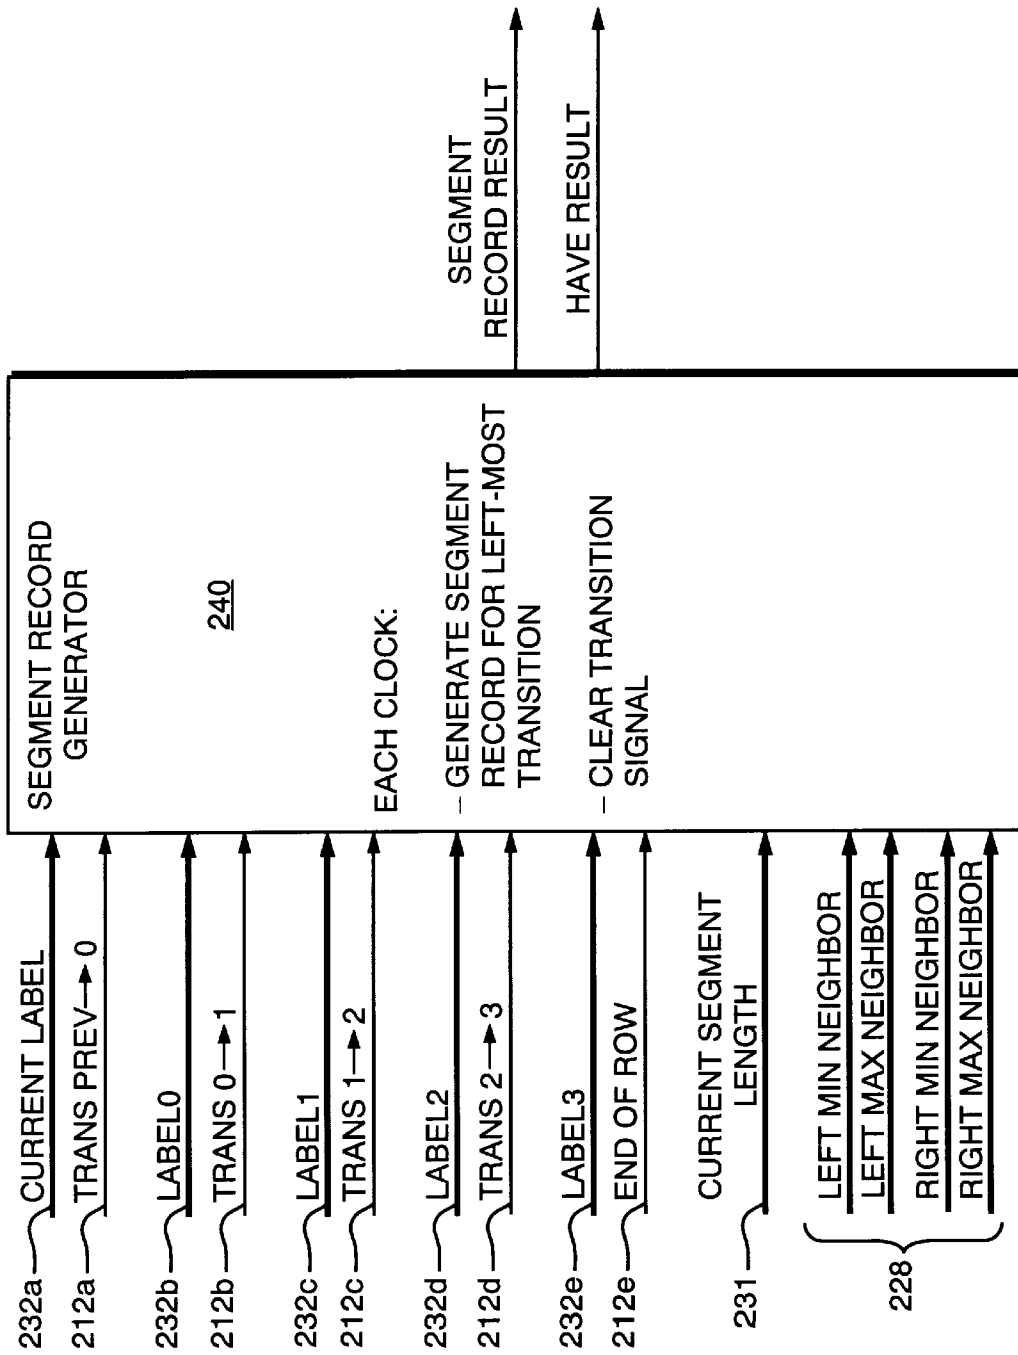 232a CURRENT LABEL
212a TRANS PREV→0
232b LABEL0
212b TRANS 0→1
232c LABEL1
212c TRANS 1→2
232d LABEL2
212d TRANS 2→3
232e LABEL3
212e END OF ROW
231 CURRENT SEGMENT
LENGTH
228
LEFT MIN NEIGHBOR
LEFT MAX NEIGHBOR
RIGHT MIN NEIGHBOR
RIGHT MAX NEIGHBOR
SEGMENT RECORD
GENERATOR
240
EACH CLOCK:
– GENERATE SEGMENT
RECORD FOR LEFT-MOST
TRANSITION
– CLEAR TRANSITION
SIGNAL
SEGMENT
RECORD RESULT
HAVE RESULT